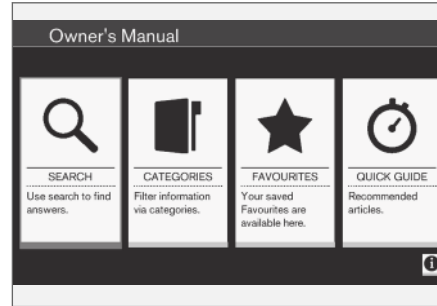 Owner's Manual
SEARCH
Use search to find
answers.
CATEGORIES
Filter information
via categories.
FAVOURITES
Your saved
Favourites are
available here.
QUICK GUIDE
Recommended
articles.
i